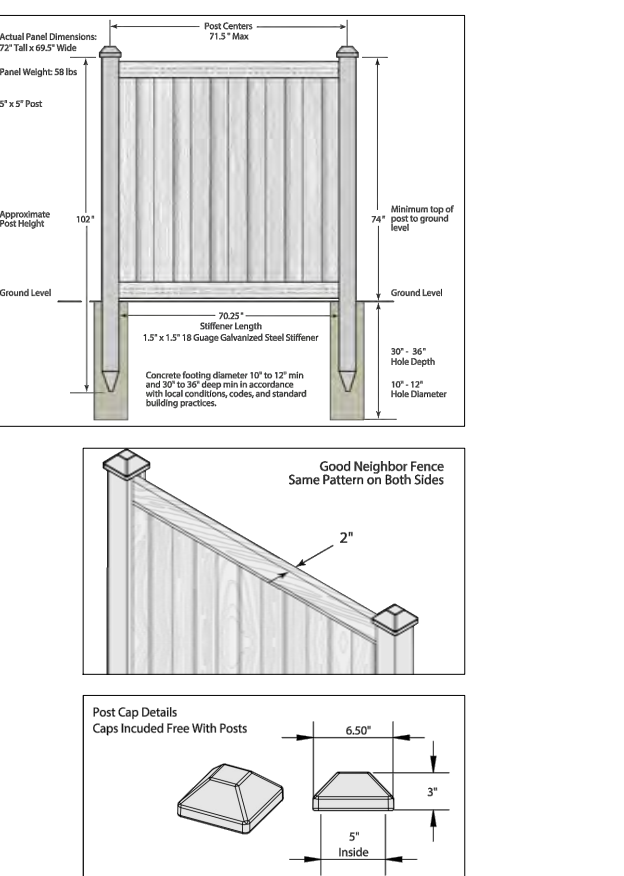 Post Centers
71.5" Max
Actual Panel Dimensions:
72" Tall x 69.5" Wide
Panel Weight: 58 lbs
5" x 5" Post
Approximate
Post Height
102"
74"
Minimum top of
post to ground
level
Ground Level
Ground Level
70.25"
Stiffener Length
1.5" x 1.5" 18 Guage Galvanized Steel Stiffener
30" - 36"
Hole Depth
10" - 12"
Hole Diameter
Concrete footing diameter 10" to 12" min
and 30" to 36" deep min in accordance
with local conditions, codes, and standard
building practices.
Good Neighbor Fence
Same Pattern on Both Sides
2"
Post Cap Details
Caps Incuded Free With Posts
6.50"
3"
5"
Inside